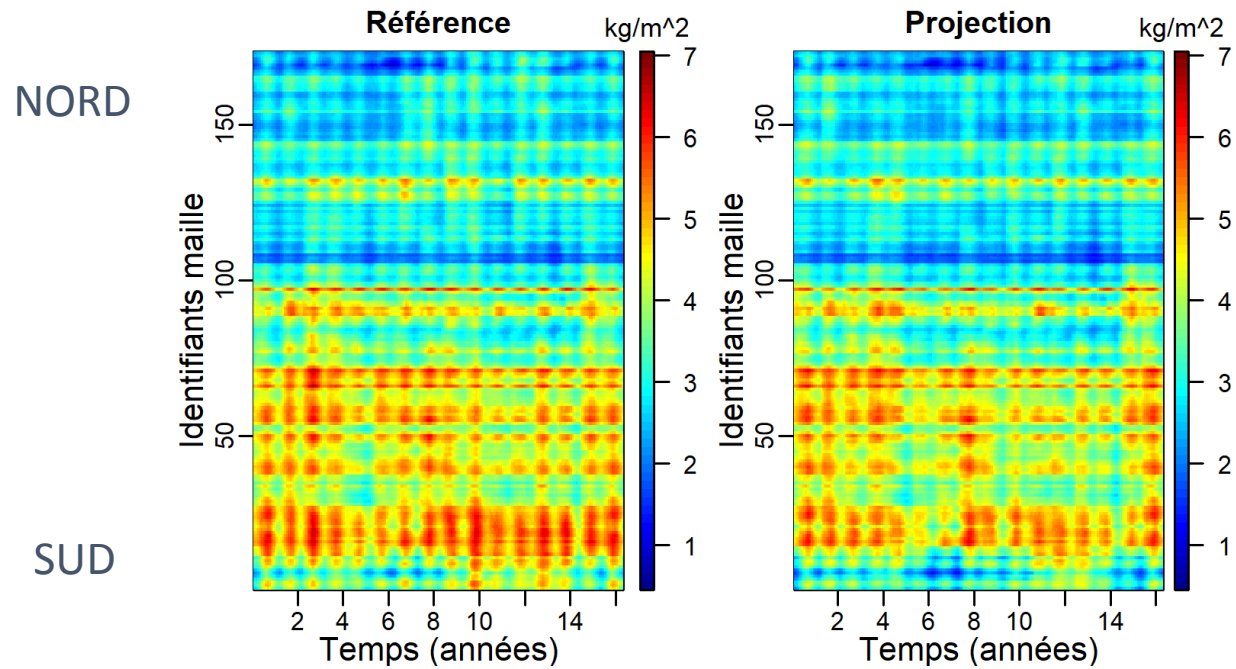 Référence
kg/m^2
Projection
kg/m^2
NORD
SUD
Identifiants maille
150
100
50
2 4 6 8 10 14
Temps (années)
7
6
5
4
3
2
1
Identifiants maille
150
100
50
2 4 6 8 10 14
Temps (années)
7
6
5
4
3
2
1